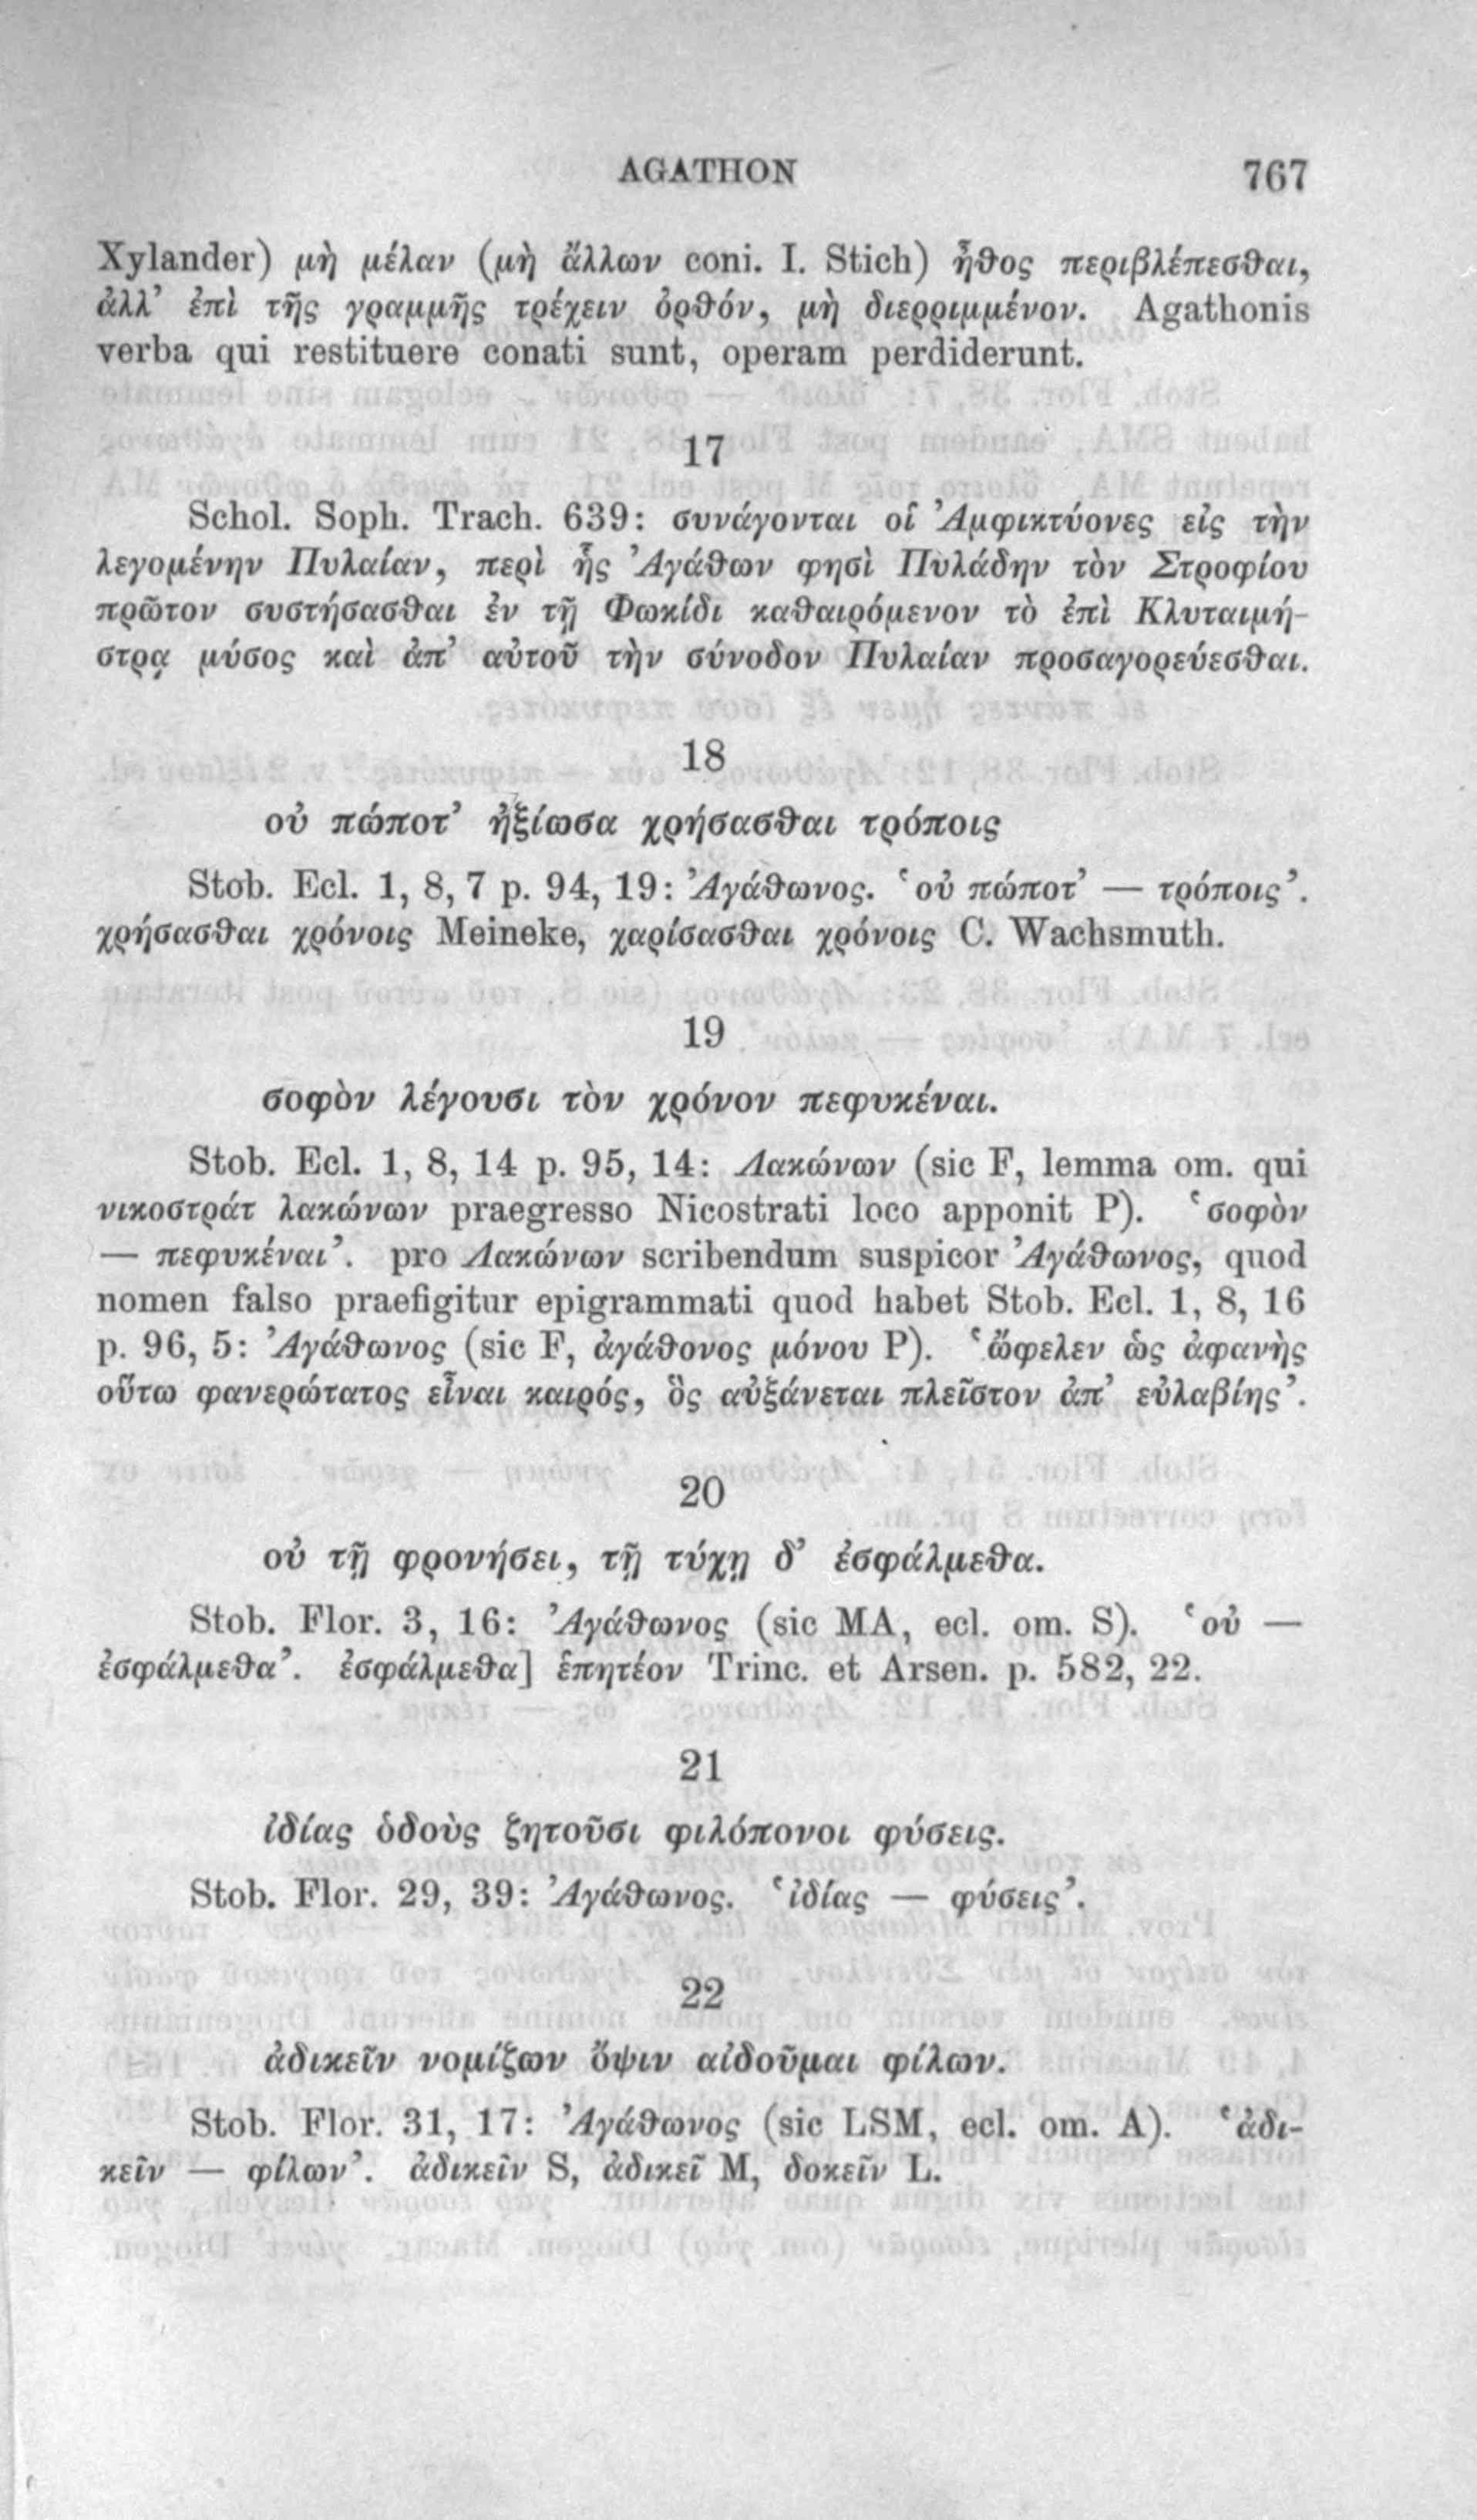 AGATHON 767
Xylander) μὴ μέλαν (μὴ ἄλλων coni. I. Stich) ἦθος περιβλέπεσθαι,
ἀλλ’ ἐπὶ τῆς γραμμῆς τρέχειν ὀρθόν, μὴ διερριμμένον. Agathonis
verba qui restituere conati sunt, operam perdiderunt.
17
Schol. Soph. Trach. 639: συνάγονται οἱ Ἀμφικτύονες εἰς τὴν
λεγομένην Πυλαίαν, περὶ ἧς Ἀγάθων φησὶ Πυλάδην τὸν Στροφίου
πρῶτον συστήσασθαι ἐν τῇ Φωκίδι καθαιρόμενον τὸ ἐπὶ Κλυταιμή-
στρᾳ μύσος καὶ ἀπ’ αὐτοῦ τὴν σύνοδον Πυλαίαν προσαγορεύεσθαι.
18
οὐ πώποτ’ ἠξίωσα χρήσασθαι τρόποις
Stob. Ecl. 1, 8, 7 p. 94, 19: Ἀγάθωνος. ‘οὐ πώποτ’ — τρόποις’.
χρήσασθαι χρόνοις Meineke, χαρίσασθαι χρόνοις C. Wachsmuth.
19
σοφὸν λέγουσι τὸν χρόνον πεφυκέναι.
Stob. Ecl. 1, 8, 14 p. 95, 14: Λακώνων (sic F, lemma om. qui
νικοστράτ λακώνων praegresso Nicostrati loco apponit P). ‘σοφὸν
— πεφυκέναι’. pro Λακώνων scribendum suspicor Ἀγάθωνος, quod
nomen falso praefigitur epigrammati quod habet Stob. Ecl. 1, 8, 16
p. 96, 5: Ἀγάθωνος (sic F, ἀγάθονος μόνου P). ‘ὤφελεν ὡς ἀφανὴς
οὕτω φανερώτατος εἶναι καιρός, ὃς αὐξάνεται πλεῖστον ἀπ’ εὐλαβίης’.
20
οὐ τῇ φρονήσει, τῇ τύχῃ δ’ ἐσφάλμεθα.
Stob. Flor. 3, 16: Ἀγάθωνος (sic MA, ecl. om. S). ‘οὐ —
ἐσφάλμεθα’. ἐσφάλμεθα] ἑπητέον Trinc. et Arsen. p. 582, 22.
21
ἰδίας ὁδοὺς ζητοῦσι φιλόπονοι φύσεις.
Stob. Flor. 29, 39: Ἀγάθωνος. ‘ἰδίας — φύσεις’.
22
ἀδικεῖν νομίζων ὄψιν αἰδοῦμαι φίλων.
Stob. Flor. 31, 17: Ἀγάθωνος (sic LSM, ecl. om. A). ‘ἀδι-
κεῖν — φίλων’. ἀδικεῖν S, ἀδικεῖ M, δοκεῖν L.